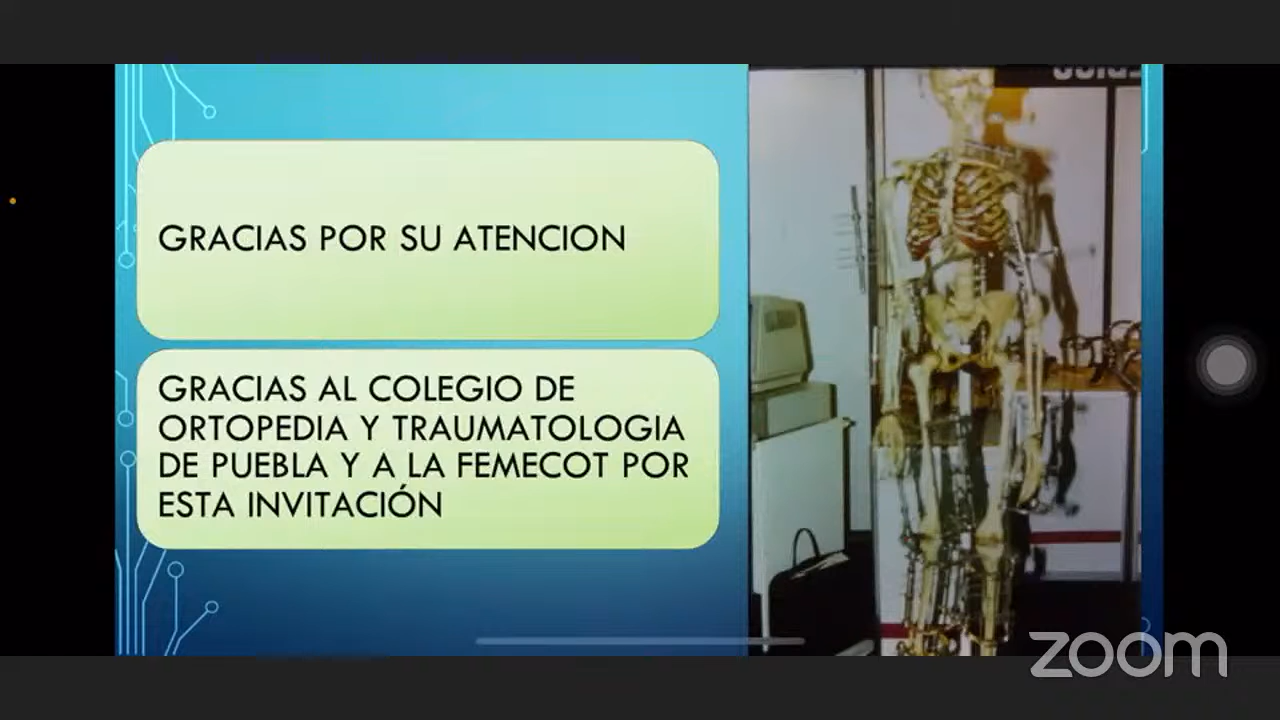 GRACIAS POR SU ATENCION
GRACIAS AL COLEGIO DE
ORTOPEDIA Y TRAUMATOLOGIA
DE PUEBLA Y A LA FEMECOT POR
ESTA INVITACIÓN
zoom